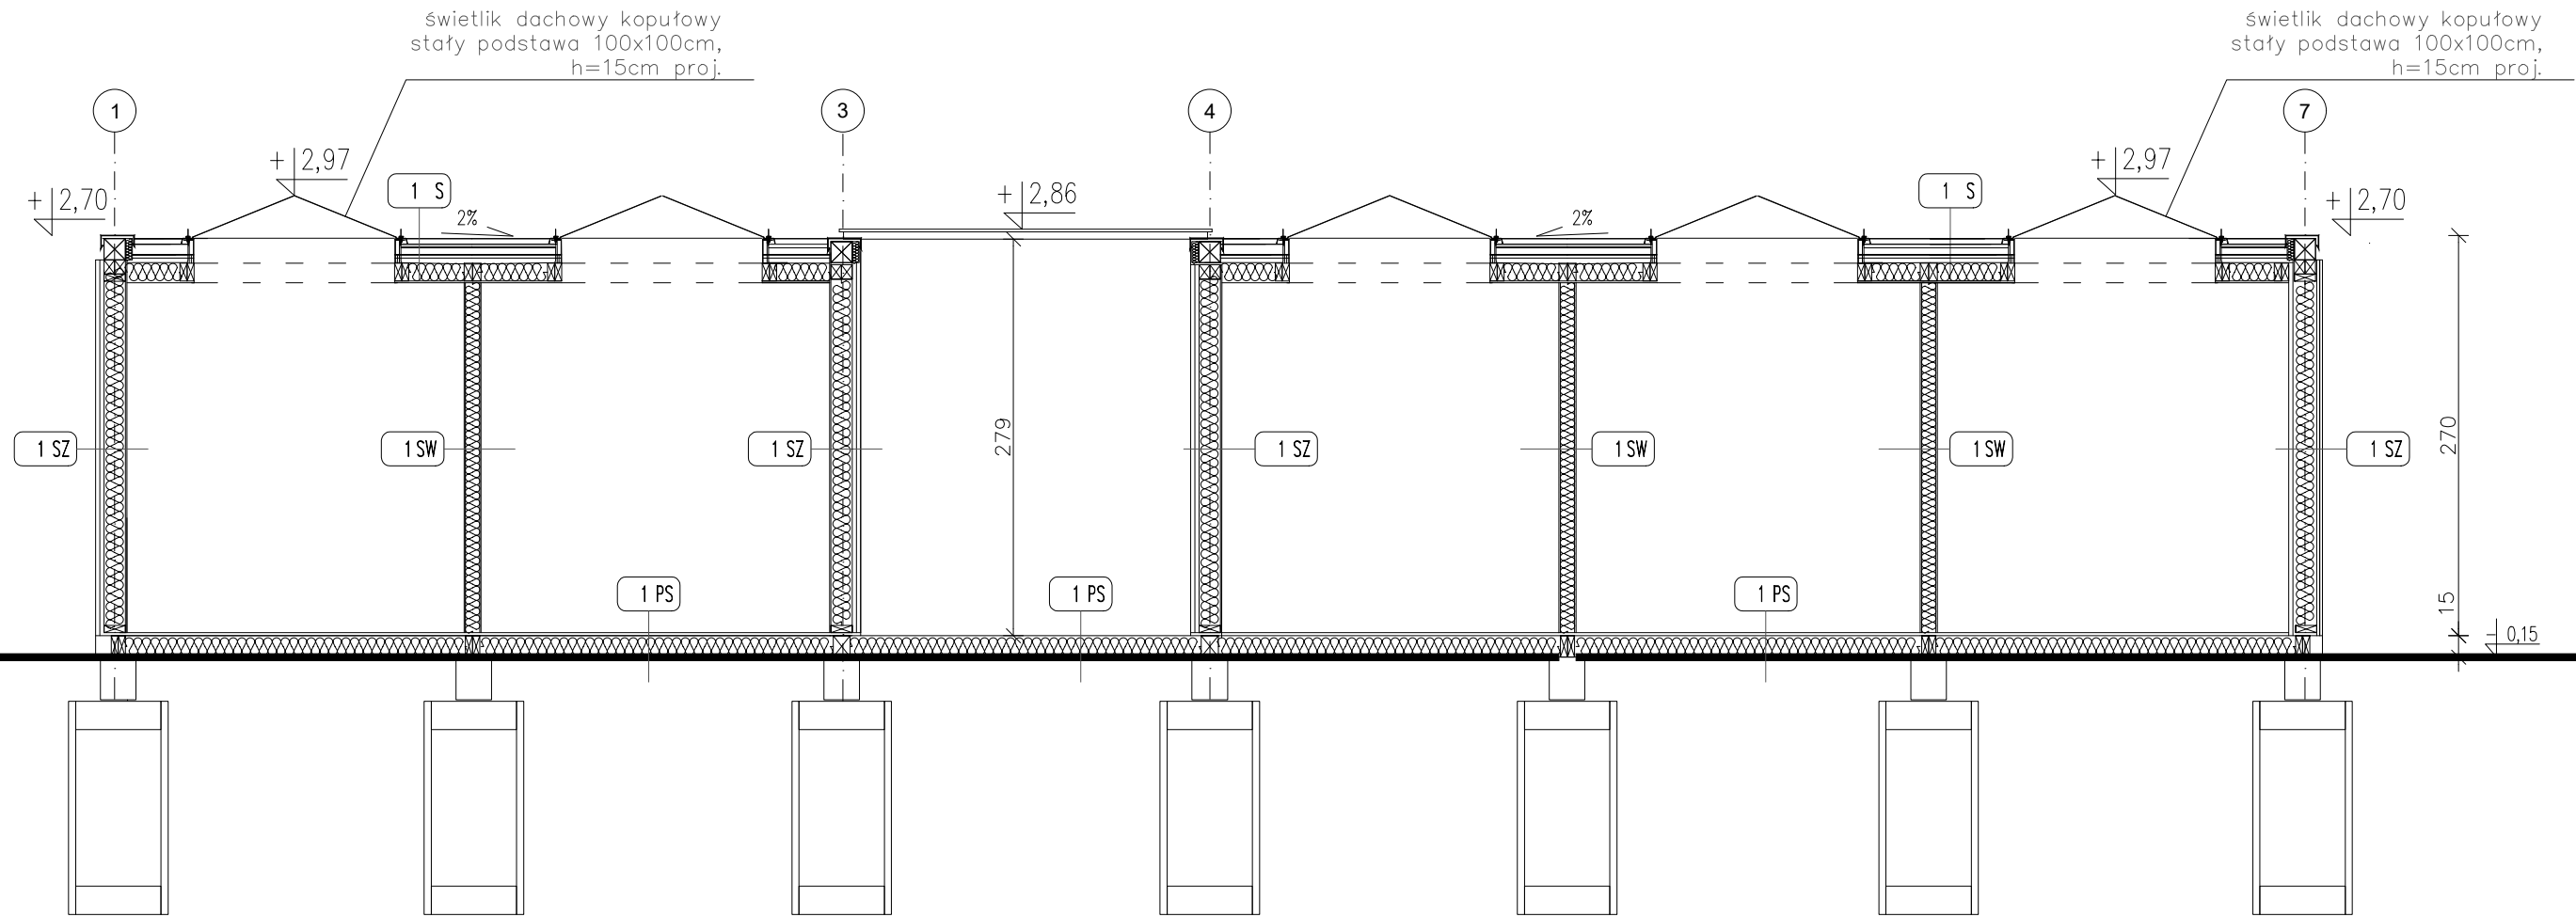 świetlik dachowy kopułowy
stały podstawa 100x100cm,
h=15cm proj.
świetlik dachowy kopułowy
stały podstawa 100x100cm,
h=15cm proj.
1
3
4
7
+2,70
+2,97
1 S
2%
+2,86
2%
1 S
+2,97
+2,70
1 SZ
1 SW
1 SZ
279
1 SZ
1 SW
1 SW
1 SZ
270
1 PS
1 PS
1 PS
15
-0,15